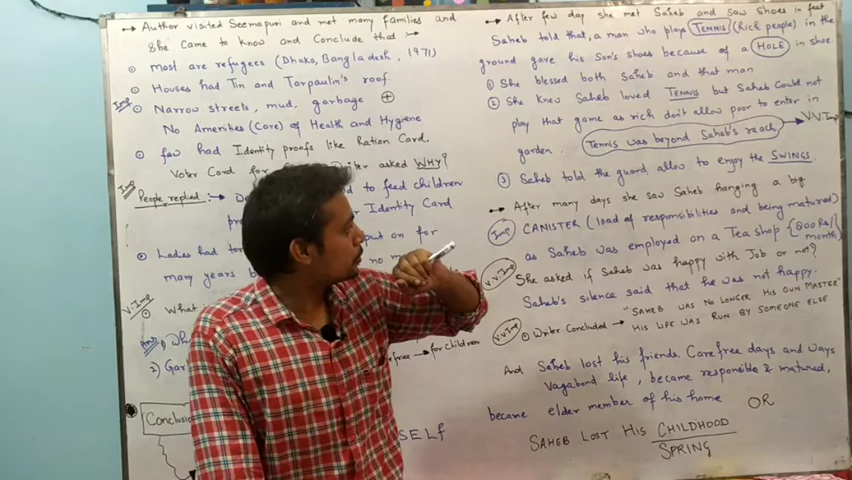 → Author visited Seemapuri and met many families and
she came to know and Conclude that ↦
⊙ most are refugees (Dhaka, Bangladesh, 1971)
⊙ Houses had Tin and Tarpaulm's roof.
Imp ⊙ Narrow streets, mud, garbage ⊕
No Amenities (Care) of Health and Hygiene
⊙ few had Identity proofs like Ration Card.
Voter Card for asked WHY?
Imp People replied :→ to feed children
Identity Card
⊙ Ladies had put on for
many years no
V.Imp ⊙ What
Ans
2) Gar
free → for children
Conclusion
SELF
→ After few day she met Saheb and saw Shoes in feet
Saheb told that, a man who plays TENNIS (Rich people) in the
ground gave his Son's shoes because of a HOLE in shoe.
① She blessed both Saheb and that man
② She knew Saheb loved TENNIS but Saheb Could not
play that game as rich don't allow poor to enter in
garden. Tennis was beyond Saheb's reach → V.V.Imp
③ Saheb told the guard allow to enjoy the SWINGS.
→ After many days she saw Saheb hanging a big
Imp CANISTER (load of responsibilities and being matured)
as Saheb was employed on a Tea shop {800 Rs/month}
V.V.Imp She asked if Saheb was happy with Job or not?
Saheb's silence said that he was not happy.
V.V.Imp ⊙ Writer Concluded → "SAHEB WAS NO LONGER HIS OWN MASTER"
HIS LIFE WAS RUN BY SOMEONE ELSE
And Saheb lost his friends. Carefree days and ways
Vagabond life, became responsible & matured,
became elder member of his home OR
SAHEB LOST HIS CHILDHOOD
SPRING